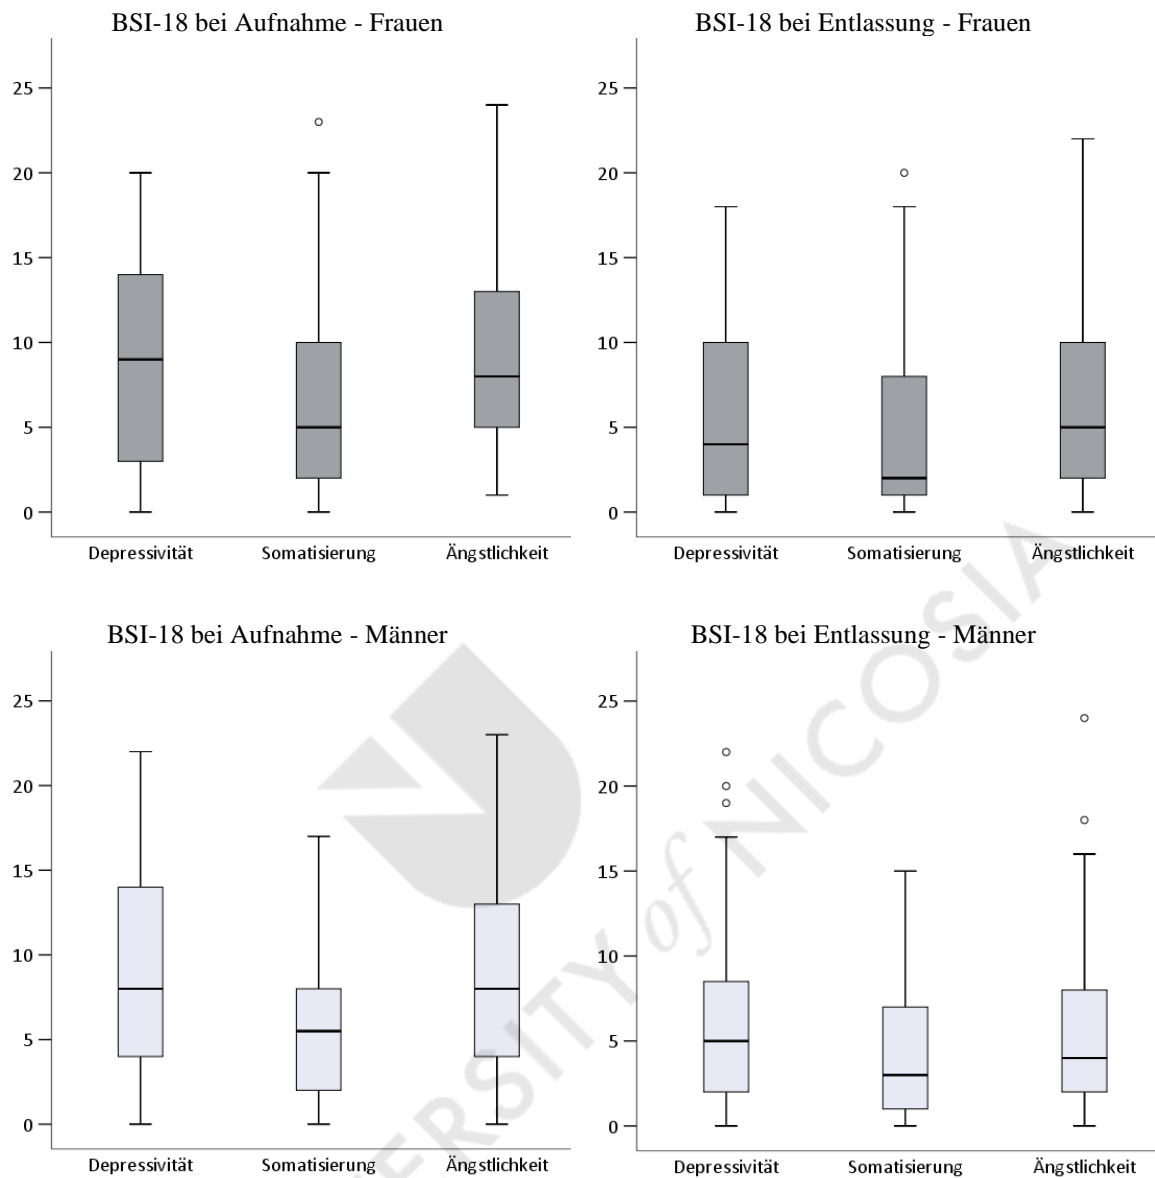 BSI-18 bei Aufnahme - Frauen
25
20
15
10
5
0
Depressivität Somatisierung Ängstlichkeit
BSI-18 bei Entlassung - Frauen
25
20
15
10
5
0
Depressivität Somatisierung Ängstlichkeit
BSI-18 bei Aufnahme - Männer
25
20
15
10
5
0
Depressivität Somatisierung Ängstlichkeit
BSI-18 bei Entlassung - Männer
25
20
15
10
5
0
Depressivität Somatisierung Ängstlichkeit
ERSITY of NICOSIA